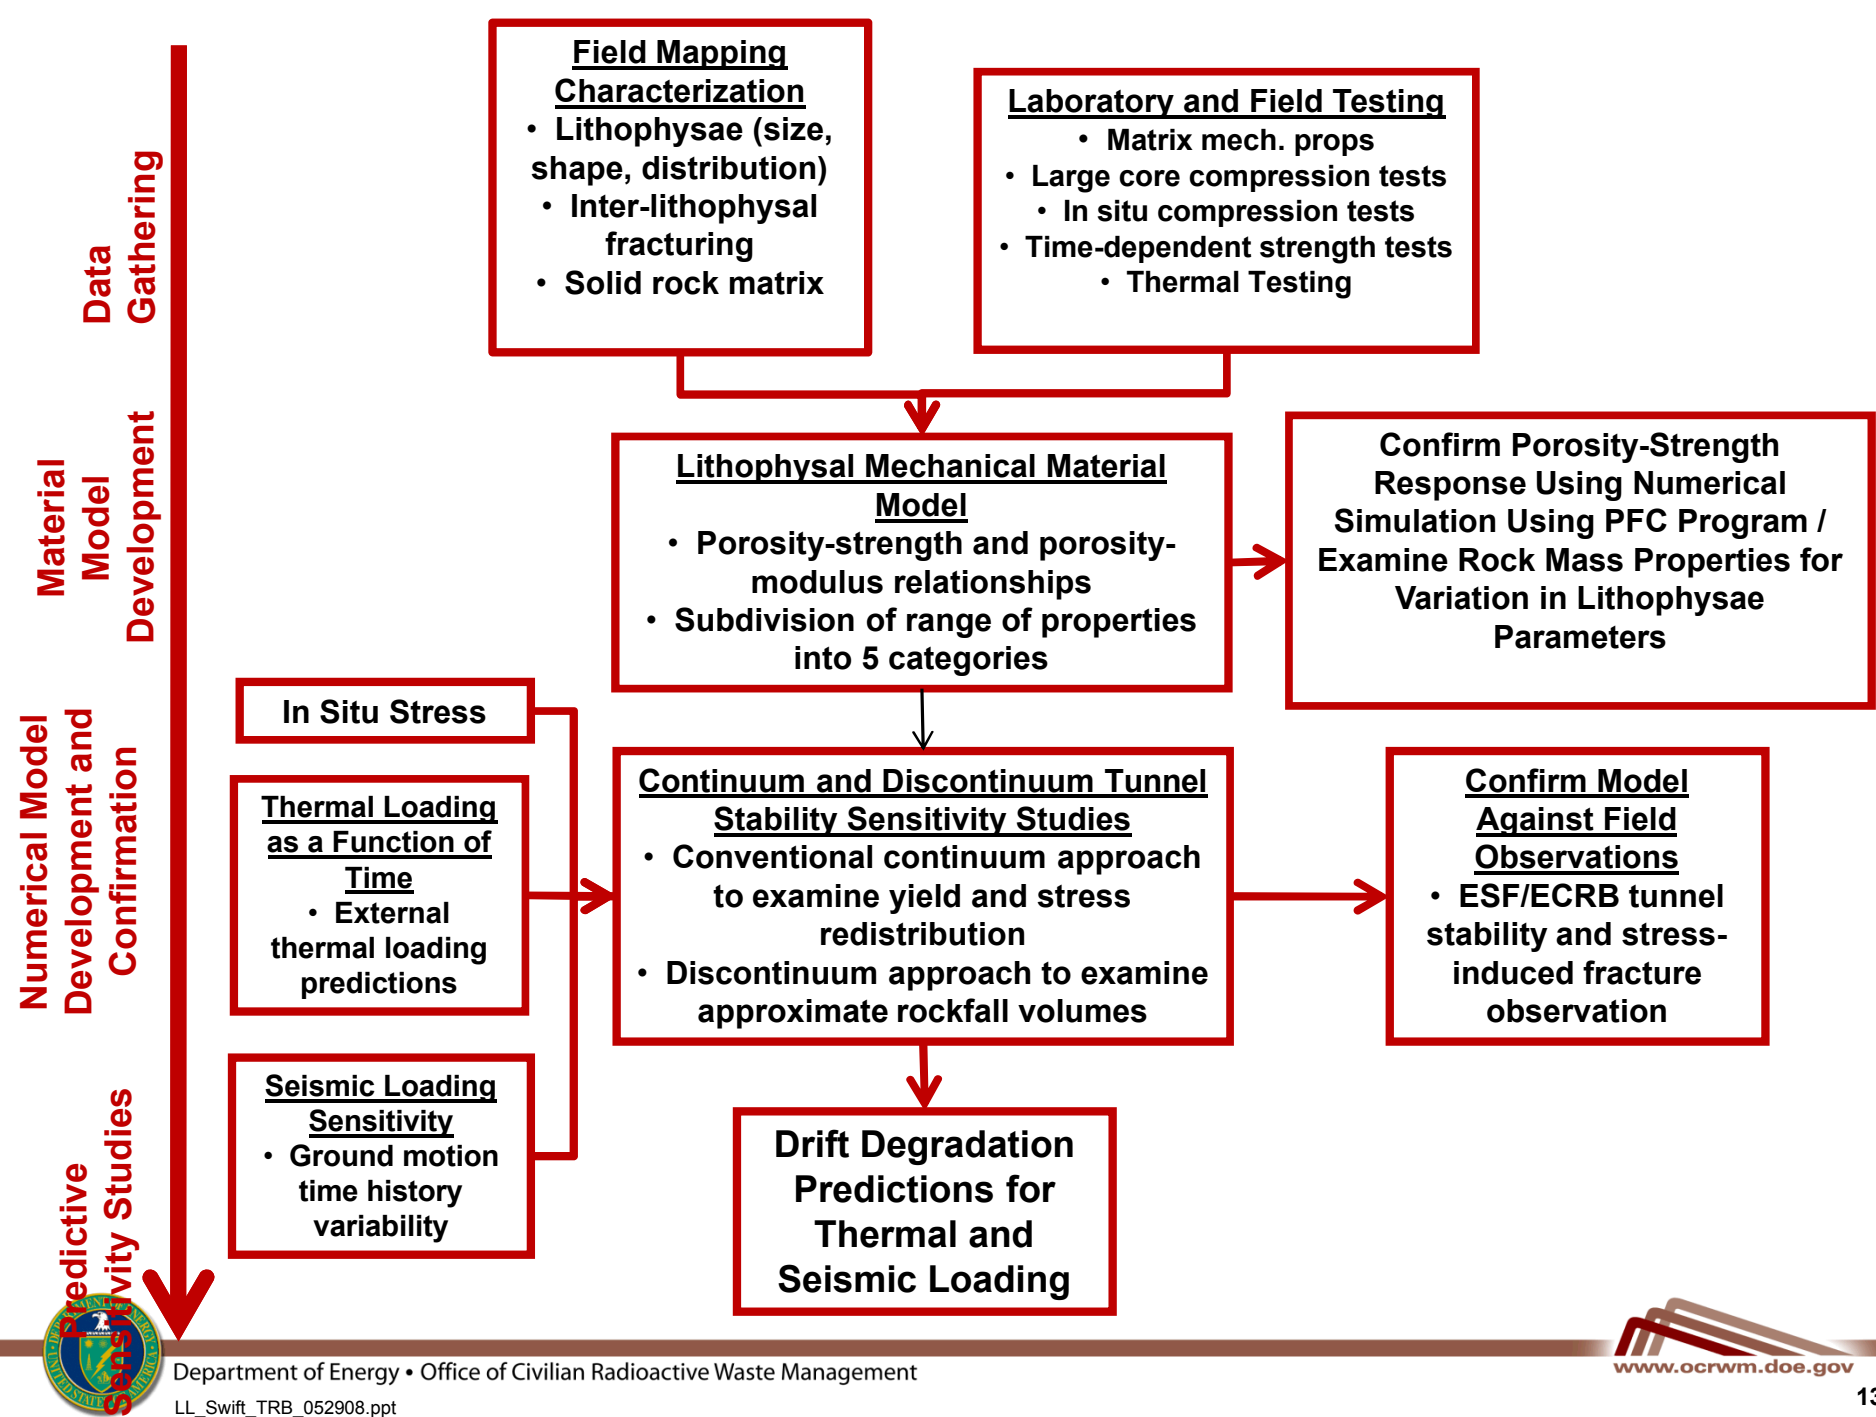 Data
Gathering
Material
Model
Development
Numerical Model
Development and
Confirmation
Predictive
Sensitivity Studies
Field Mapping
Characterization
• Lithophysae (size,
shape, distribution)
• Inter-lithophysal
fracturing
• Solid rock matrix
Laboratory and Field Testing
• Matrix mech. props
• Large core compression tests
• In situ compression tests
• Time-dependent strength tests
• Thermal Testing
Lithophysal Mechanical Material
Model
• Porosity-strength and porosity-
modulus relationships
• Subdivision of range of properties
into 5 categories
Confirm Porosity-Strength
Response Using Numerical
Simulation Using PFC Program /
Examine Rock Mass Properties for
Variation in Lithophysae
Parameters
In Situ Stress
Thermal Loading
as a Function of
Time
• External
thermal loading
predictions
Seismic Loading
Sensitivity
• Ground motion
time history
variability
Continuum and Discontinuum Tunnel
Stability Sensitivity Studies
• Conventional continuum approach
to examine yield and stress
redistribution
• Discontinuum approach to examine
approximate rockfall volumes
Confirm Model
Against Field
Observations
• ESF/ECRB tunnel
stability and stress-
induced fracture
observation
Drift Degradation
Predictions for
Thermal and
Seismic Loading
Department of Energy • Office of Civilian Radioactive Waste Management
LL_Swift_TRB_052908.ppt
www.ocrwm.doe.gov
13